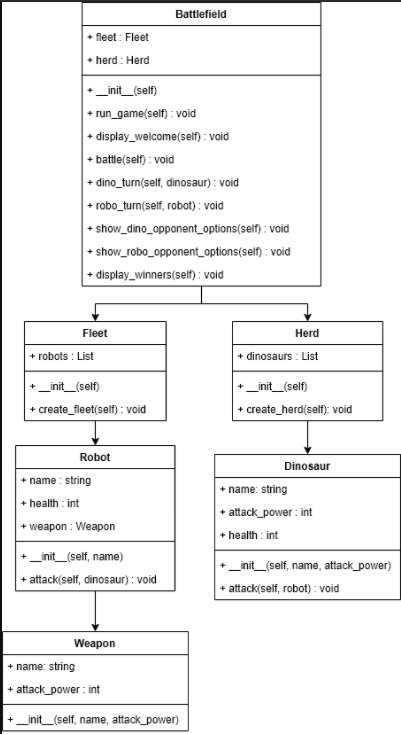 Battlefield
+ fleet : Fleet
+ herd : Herd
+ __init__(self)
+ run_game(self) : void
+ display_welcome(self) : void
+ battle(self) : void
+ dino_turn(self, dinosaur) : void
+ robo_turn(self, robot) : void
+ show_dino_opponent_options(self) : void
+ show_robo_opponent_options(self) : void
+ display_winners(self) : void
Fleet
+ robots : List
+ __init__(self)
+ create_fleet(self) : void
Herd
+ dinosaurs : List
+ __init__(self)
+ create_herd(self): void
Robot
+ name : string
+ health : int
+ weapon : Weapon
+ __init__(self, name)
+ attack(self, dinosaur) : void
Dinosaur
+ name: string
+ attack_power : int
+ health : int
+ __init__(self, name, attack_power)
+ attack(self, robot) : void
Weapon
+ name: string
+ attack_power : int
+ __init__(self, name, attack_power)